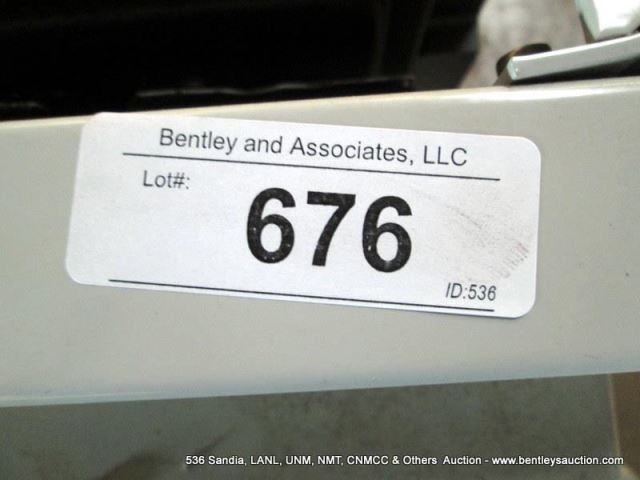 Bentley and Associates, LLC
Lot#:
676
ID:536
536 Sandia, LANL, UNM, NMT, CNMCC & Others  Auction - www.bentleysauction.com